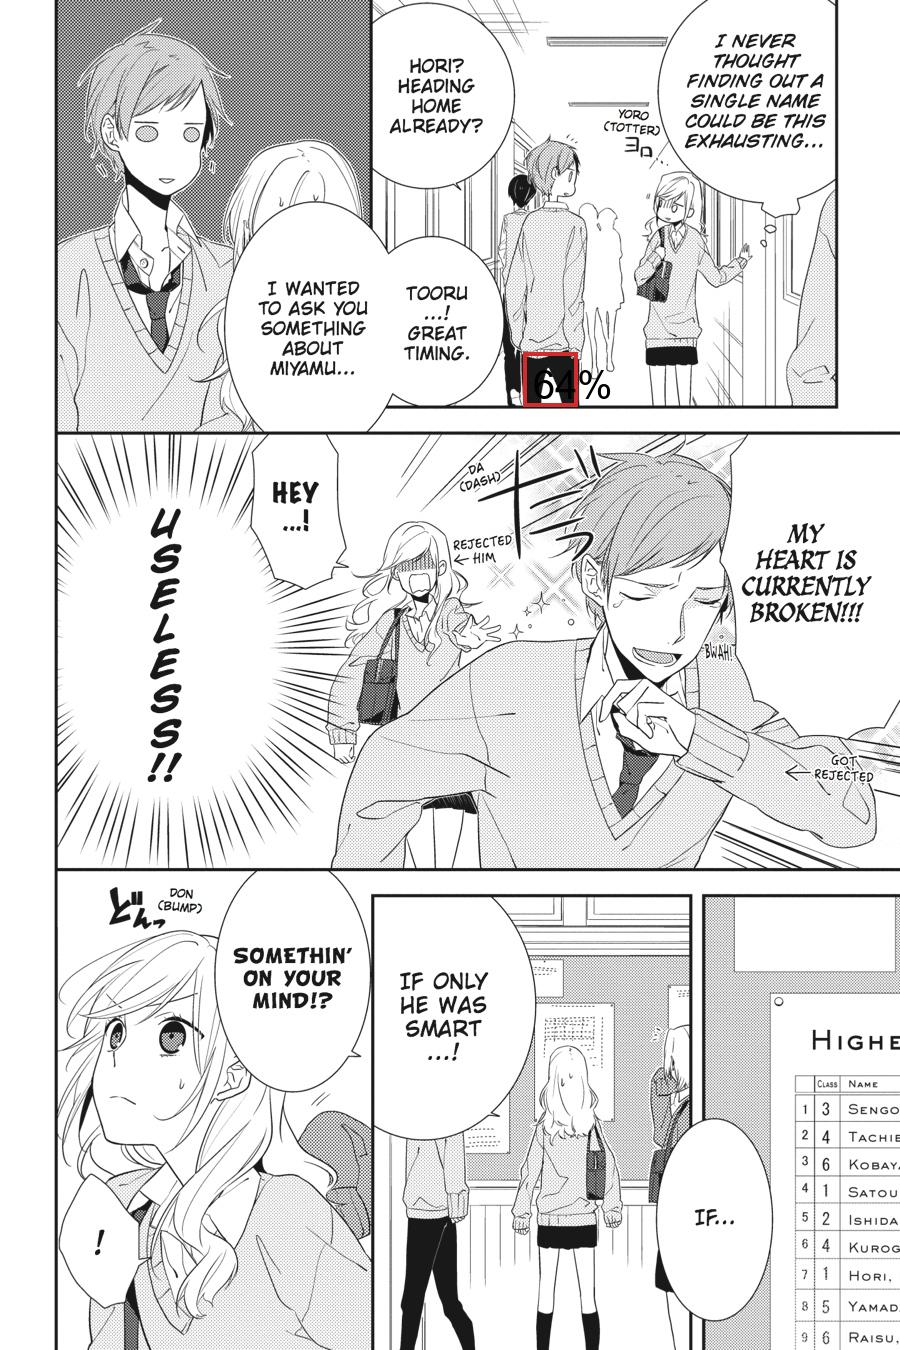 I NEVER
THOUGHT
FINDING OUT A
SINGLE NAME
COULD BE THIS
EXHAUSTING...
YORO
(TOTTER)
ヨロ
HORI?
HEADING
HOME
ALREADY?
TOORU
...!
GREAT
TIMING.
I WANTED
TO ASK YOU
SOMETHING
ABOUT
MIYAMU...
64%
MY
HEART IS
CURRENTLY
BROKEN!!!
BWAH!
GOT
REJECTED
DA
(DASH)
REJECTED
HIM
HEY
...!
USELESS!!
HIGHE
CLASS NAME
1 3 SENGO
2 4 TACHIB
3 6 KOBAYA
4 1 SATOU
5 2 ISHIDA
6 4 KUROG
7 1 HORI,
8 5 YAMADA
9 6 RAISU,
IF...
IF ONLY
HE WAS
SMART
...!
SOMETHIN'
ON YOUR
MIND!?
DON
(BUMP)
どんっ
!